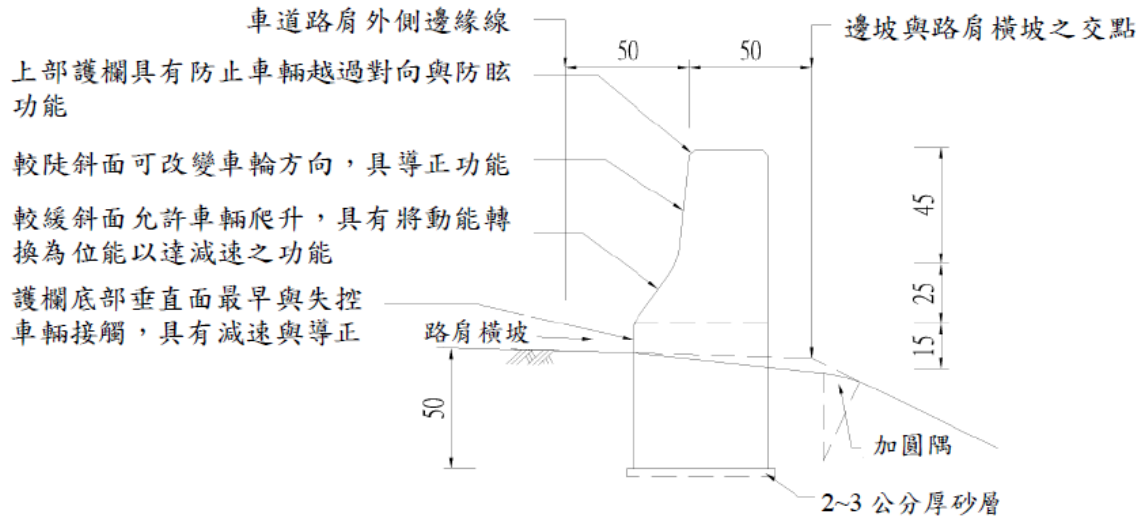 車道路肩外側邊緣線
邊坡與路肩橫坡之交點
50
50
上部護欄具有防止車輛越過對向與防眩
功能
較陡斜面可改變車輪方向，具導正功能
45
較緩斜面允許車輛爬升，具有將動能轉
換為位能以達減速之功能
25
護欄底部垂直面最早與失控
車輛接觸，具有減速與導正
路肩橫坡
15
50
加圓隅
2~3 公分厚砂層